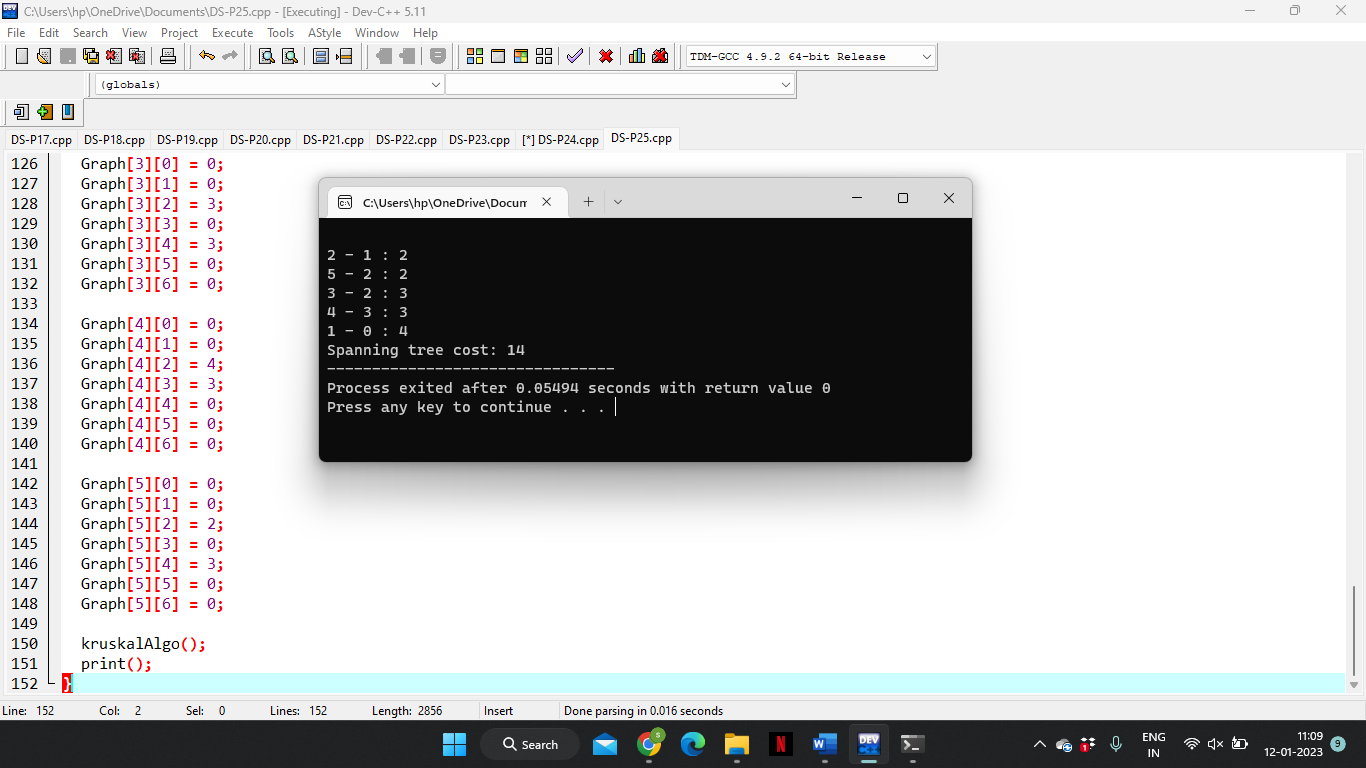 C:\Users\hp\OneDrive\Documents\DS-P25.cpp - [Executing] - Dev-C++ 5.11
File Edit Search View Project Execute Tools AStyle Window Help
TDM-GCC 4.9.2 64-bit Release
(globals)
DS-P17.cpp DS-P18.cpp DS-P19.cpp DS-P20.cpp DS-P21.cpp DS-P22.cpp DS-P23.cpp [*] DS-P24.cpp DS-P25.cpp
126 Graph[3][0] = 0;
127 Graph[3][1] = 0;
128 Graph[3][2] = 3;
129 Graph[3][3] = 0;
130 Graph[3][4] = 3;
131 Graph[3][5] = 0;
132 Graph[3][6] = 0;
133
134 Graph[4][0] = 0;
135 Graph[4][1] = 0;
136 Graph[4][2] = 4;
137 Graph[4][3] = 3;
138 Graph[4][4] = 0;
139 Graph[4][5] = 0;
140 Graph[4][6] = 0;
141
142 Graph[5][0] = 0;
143 Graph[5][1] = 0;
144 Graph[5][2] = 2;
145 Graph[5][3] = 0;
146 Graph[5][4] = 3;
147 Graph[5][5] = 0;
148 Graph[5][6] = 0;
149
150 kruskalAlgo();
151 print();
152 }
C:\Users\hp\OneDrive\Docum
2 - 1 : 2
5 - 2 : 2
3 - 2 : 3
4 - 3 : 3
1 - 0 : 4
Spanning tree cost: 14
--------------------------------
Process exited after 0.05494 seconds with return value 0
Press any key to continue . . .
Line: 152 Col: 2 Sel: 0 Lines: 152 Length: 2856 Insert Done parsing in 0.016 seconds
Search
ENG
IN
11:09
12-01-2023
9